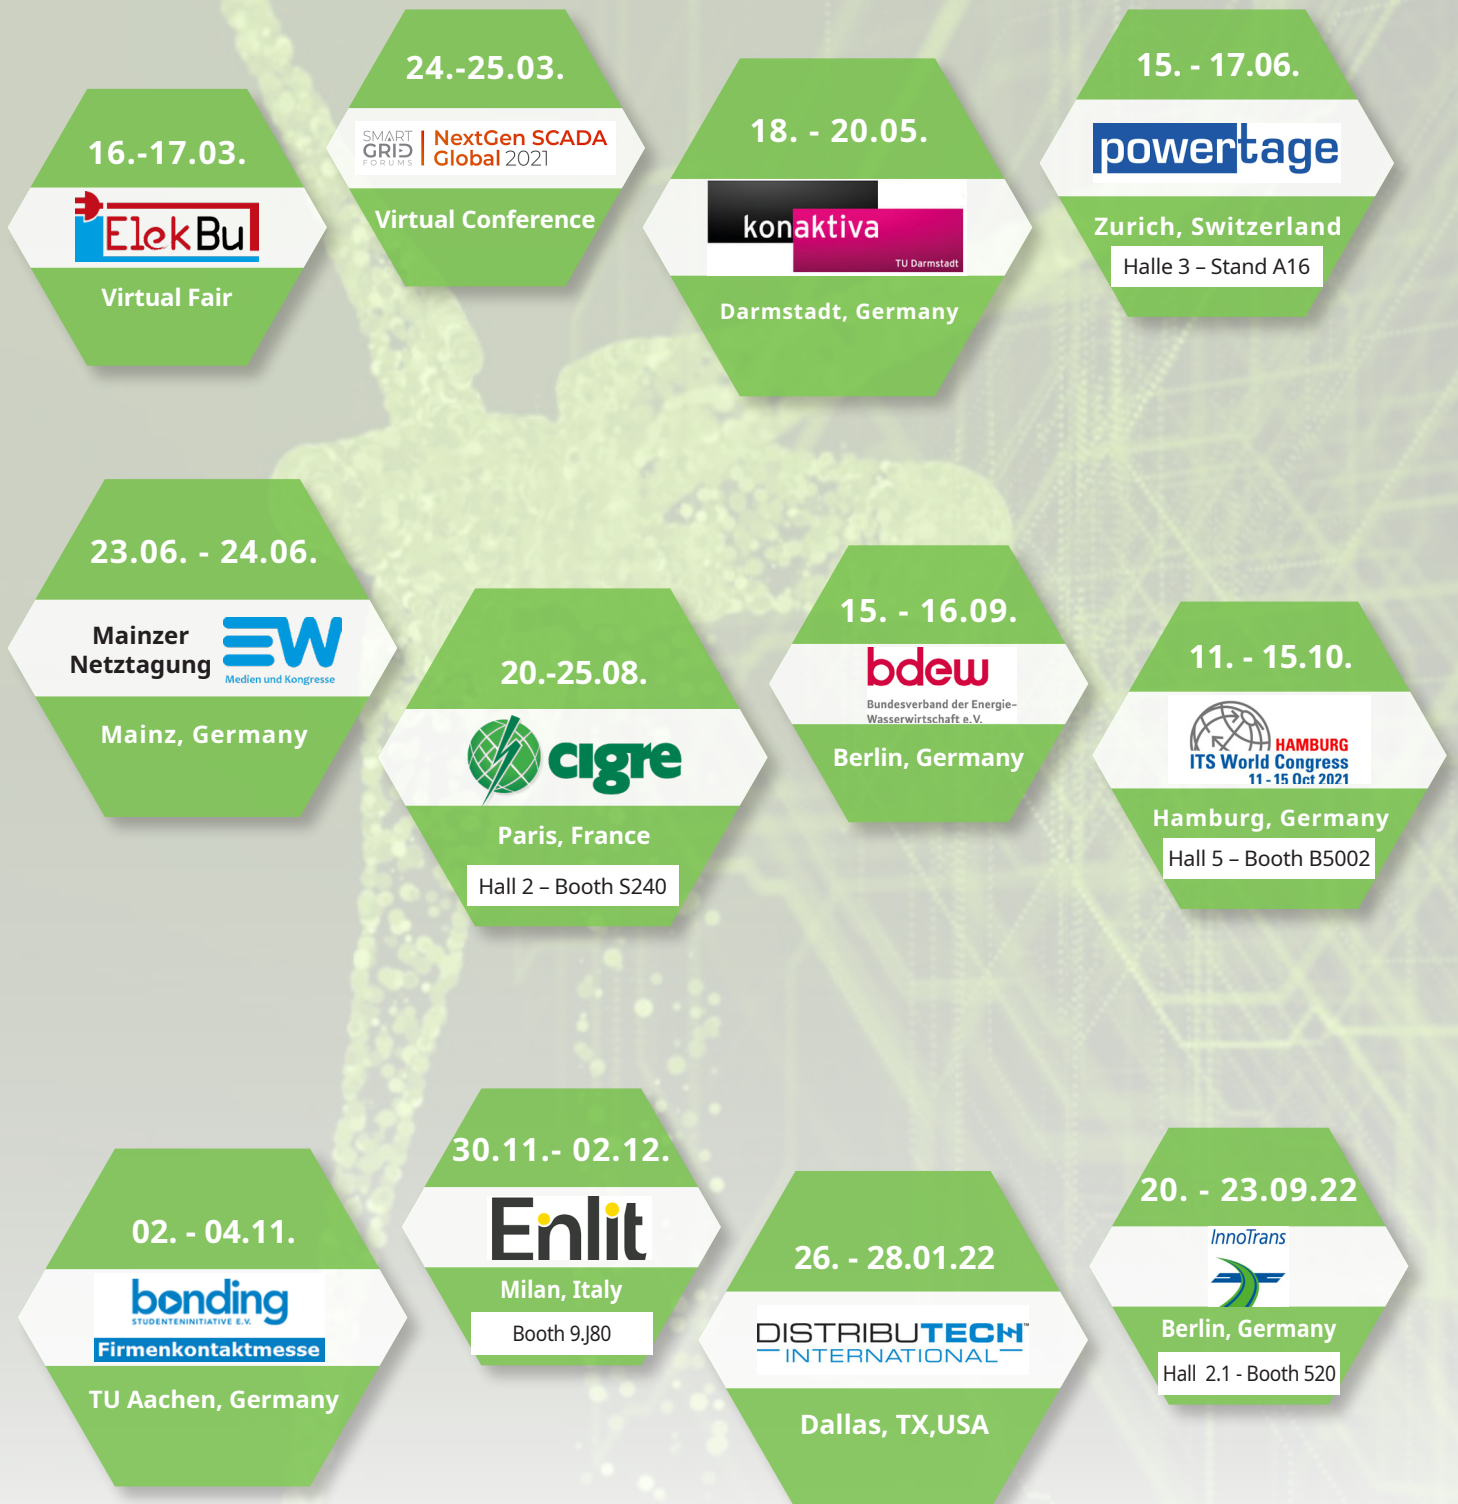 16.-17.03.
ElekBu
Virtual Fair
24.-25.03.
SMART
GRID
FORUMS
NextGen SCADA
Global 2021
Virtual Conference
18. - 20.05.
konaktiva
TU Darmstadt
Darmstadt, Germany
15. - 17.06.
powertage
Zurich, Switzerland
Halle 3 – Stand A16
23.06. - 24.06.
Mainzer
Netztagung
EW
Medien und Kongresse
Mainz, Germany
20.-25.08.
cigre
Paris, France
Hall 2 – Booth S240
15. - 16.09.
bdew
Bundesverband der Energie-
Wasserwirtschaft e.V.
Berlin, Germany
11. - 15.10.
HAMBURG
ITS World Congress
11 - 15 Oct 2021
Hamburg, Germany
Hall 5 – Booth B5002
02. - 04.11.
bonding
STUDENTENINITIATIVE E.V.
Firmenkontaktmesse
TU Aachen, Germany
30.11.- 02.12.
Enlit
Milan, Italy
Booth 9.J80
26. - 28.01.22
DISTRIBUTECH™
INTERNATIONAL
Dallas, TX,USA
20. - 23.09.22
InnoTrans
Berlin, Germany
Hall  2.1 - Booth 520